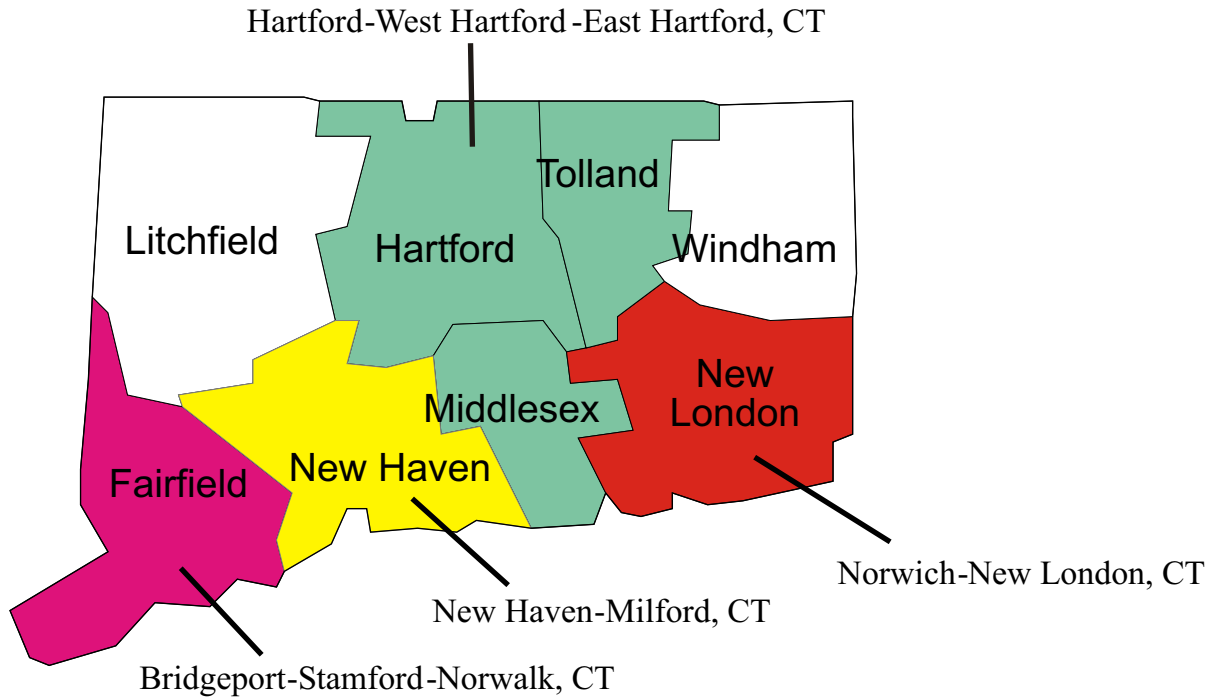 Hartford-West Hartford-East Hartford, CT
Tolland
Litchfield
Hartford
Windham
New
London
Middlesex
New Haven
Fairfield
Norwich-New London, CT
New Haven-Milford, CT
Bridgeport-Stamford-Norwalk, CT